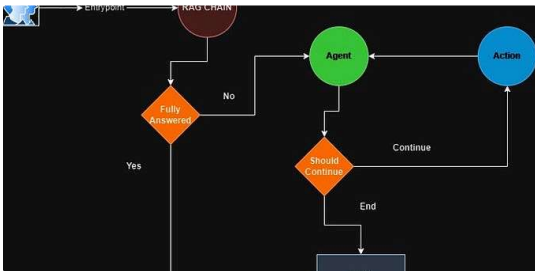 Entrypoint
RAG CHAIN
Agent
Action
No
Fully
Answered
Continue
Yes
Should
Continue
End